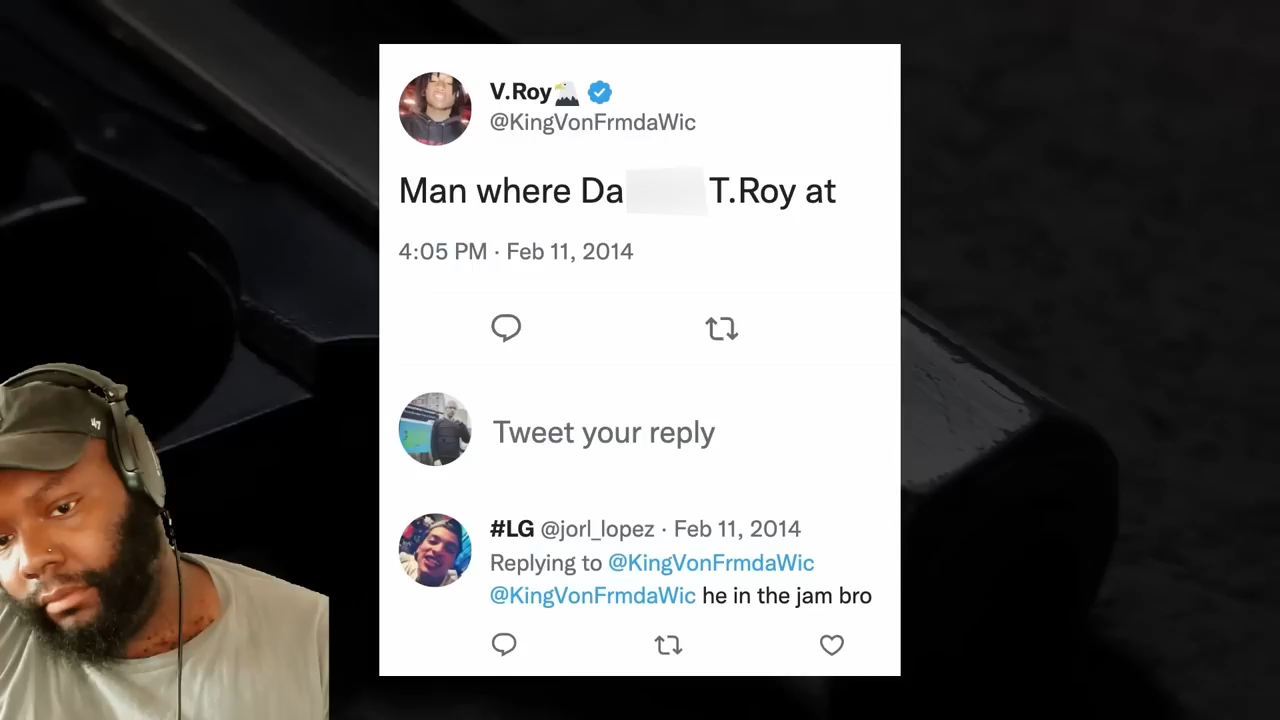 V.Roy🦅
@KingVonFrmdaWic
Man where Da T.Roy at
4:05 PM · Feb 11, 2014
Tweet your reply
#LG @jorl_lopez · Feb 11, 2014
Replying to @KingVonFrmdaWic
@KingVonFrmdaWic he in the jam bro
'47